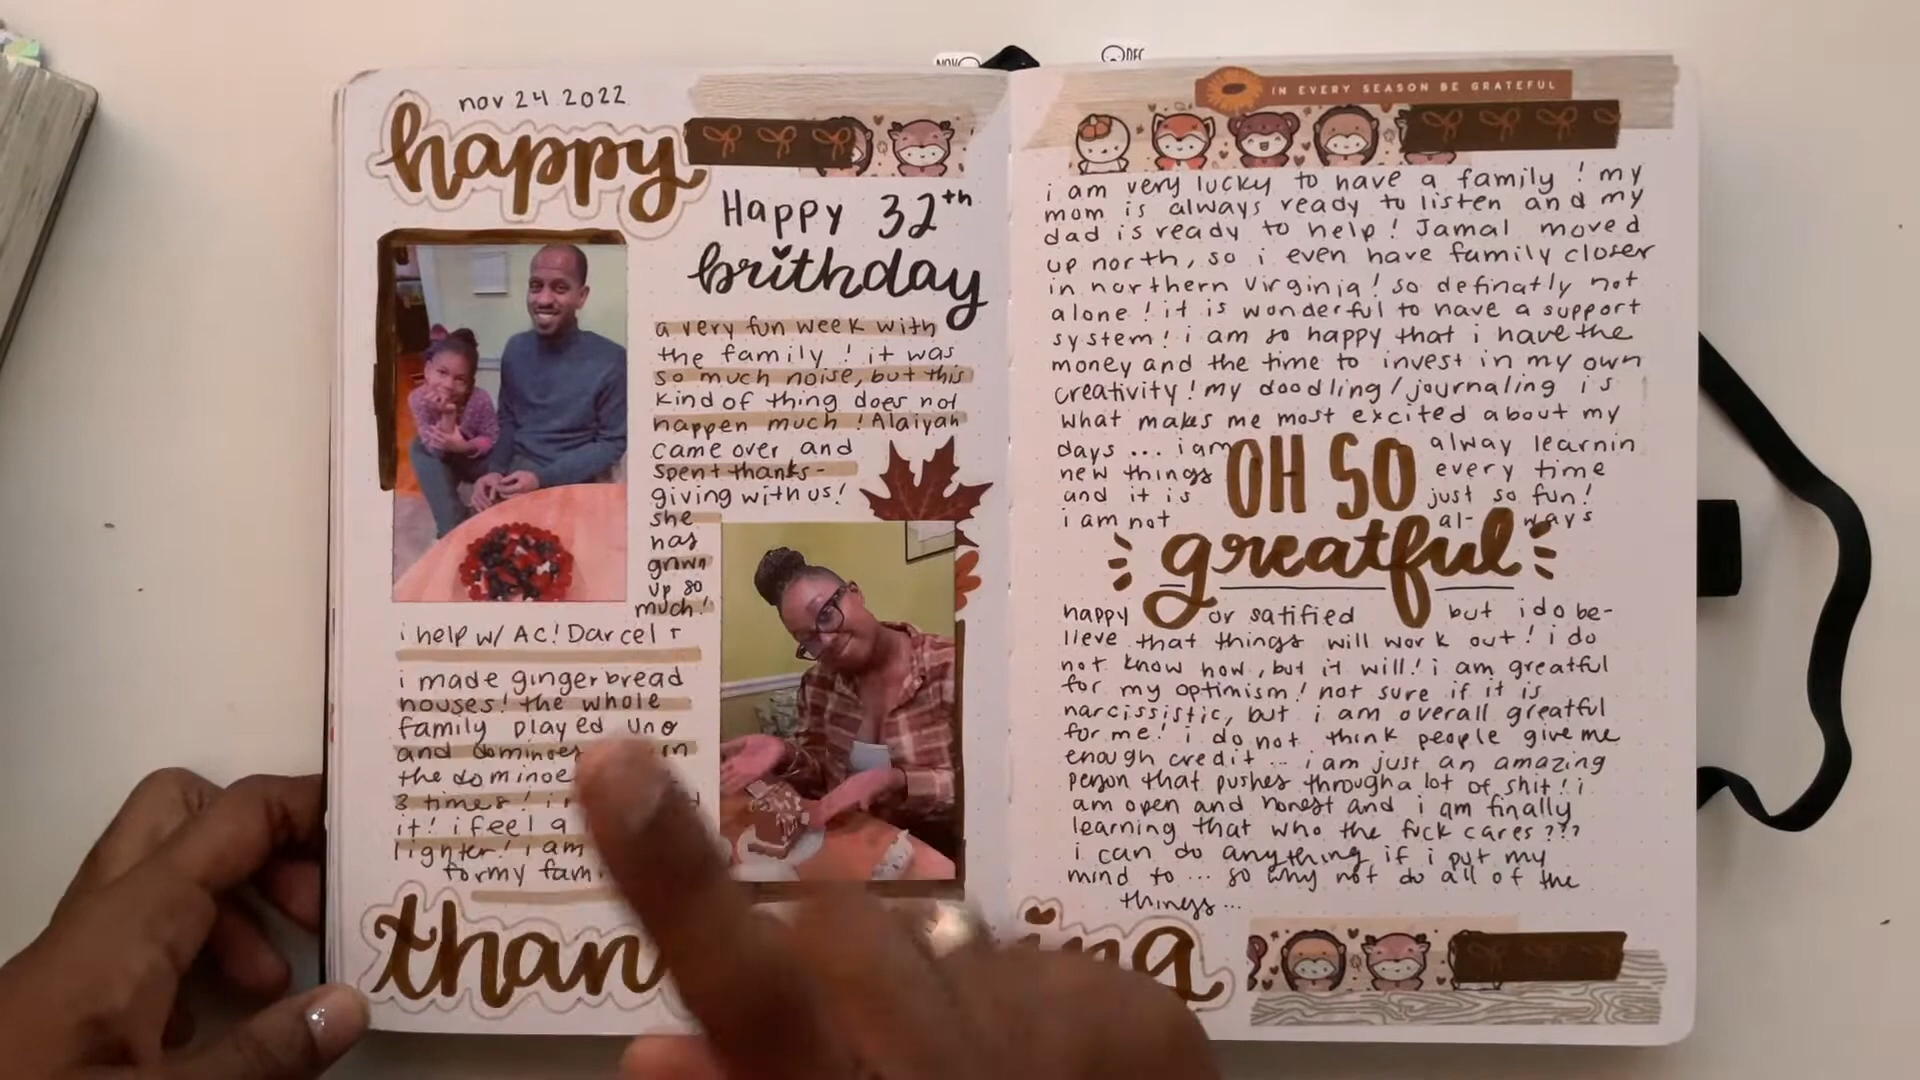 NOV
DEC
nov 24 2022
happy
Happy 32th
brithday
a very fun week with
the family ! it was
so much noise, but this
kind of thing does not
happen much ! Alaiyah
came over and
spent thanks-
giving with us!
she
has
grown
up so
much!
i help w/ AC! Darcel +
i made gingerbread
houses! the whole
family played uno
and dominoes
the dominoe
3 times!
it! i feel a
lighter! i am
for my fam
than
ing
IN EVERY SEASON BE GRATEFUL
i am very lucky to have a family ! my
mom is always ready to listen and my
dad is ready to help! Jamal moved
up north, so i even have family closer
in northern virginia! so definatly not
alone! it is wonderful to have a support
system! i am so happy that i have the
money and the time to invest in my own
creativity! my doodling/journaling is
what makes me most excited about my
days ... i am alway learnin
new things every time
and it is just so fun!
i am not al-ways
OH SO
greatful
happy or satified but i do be-
lieve that things will work out! i do
not know how, but it will! i am greatful
for my optimism! not sure if it is
narcissistic, but i am overall greatful
for me! i do not think people give me
enough credit ... i am just an amazing
person that pushes through a lot of shit! i
am open and honest and i am finally
learning that who the fuck cares???
i can do anything if i put my
mind to ... so why not do all of the
things...